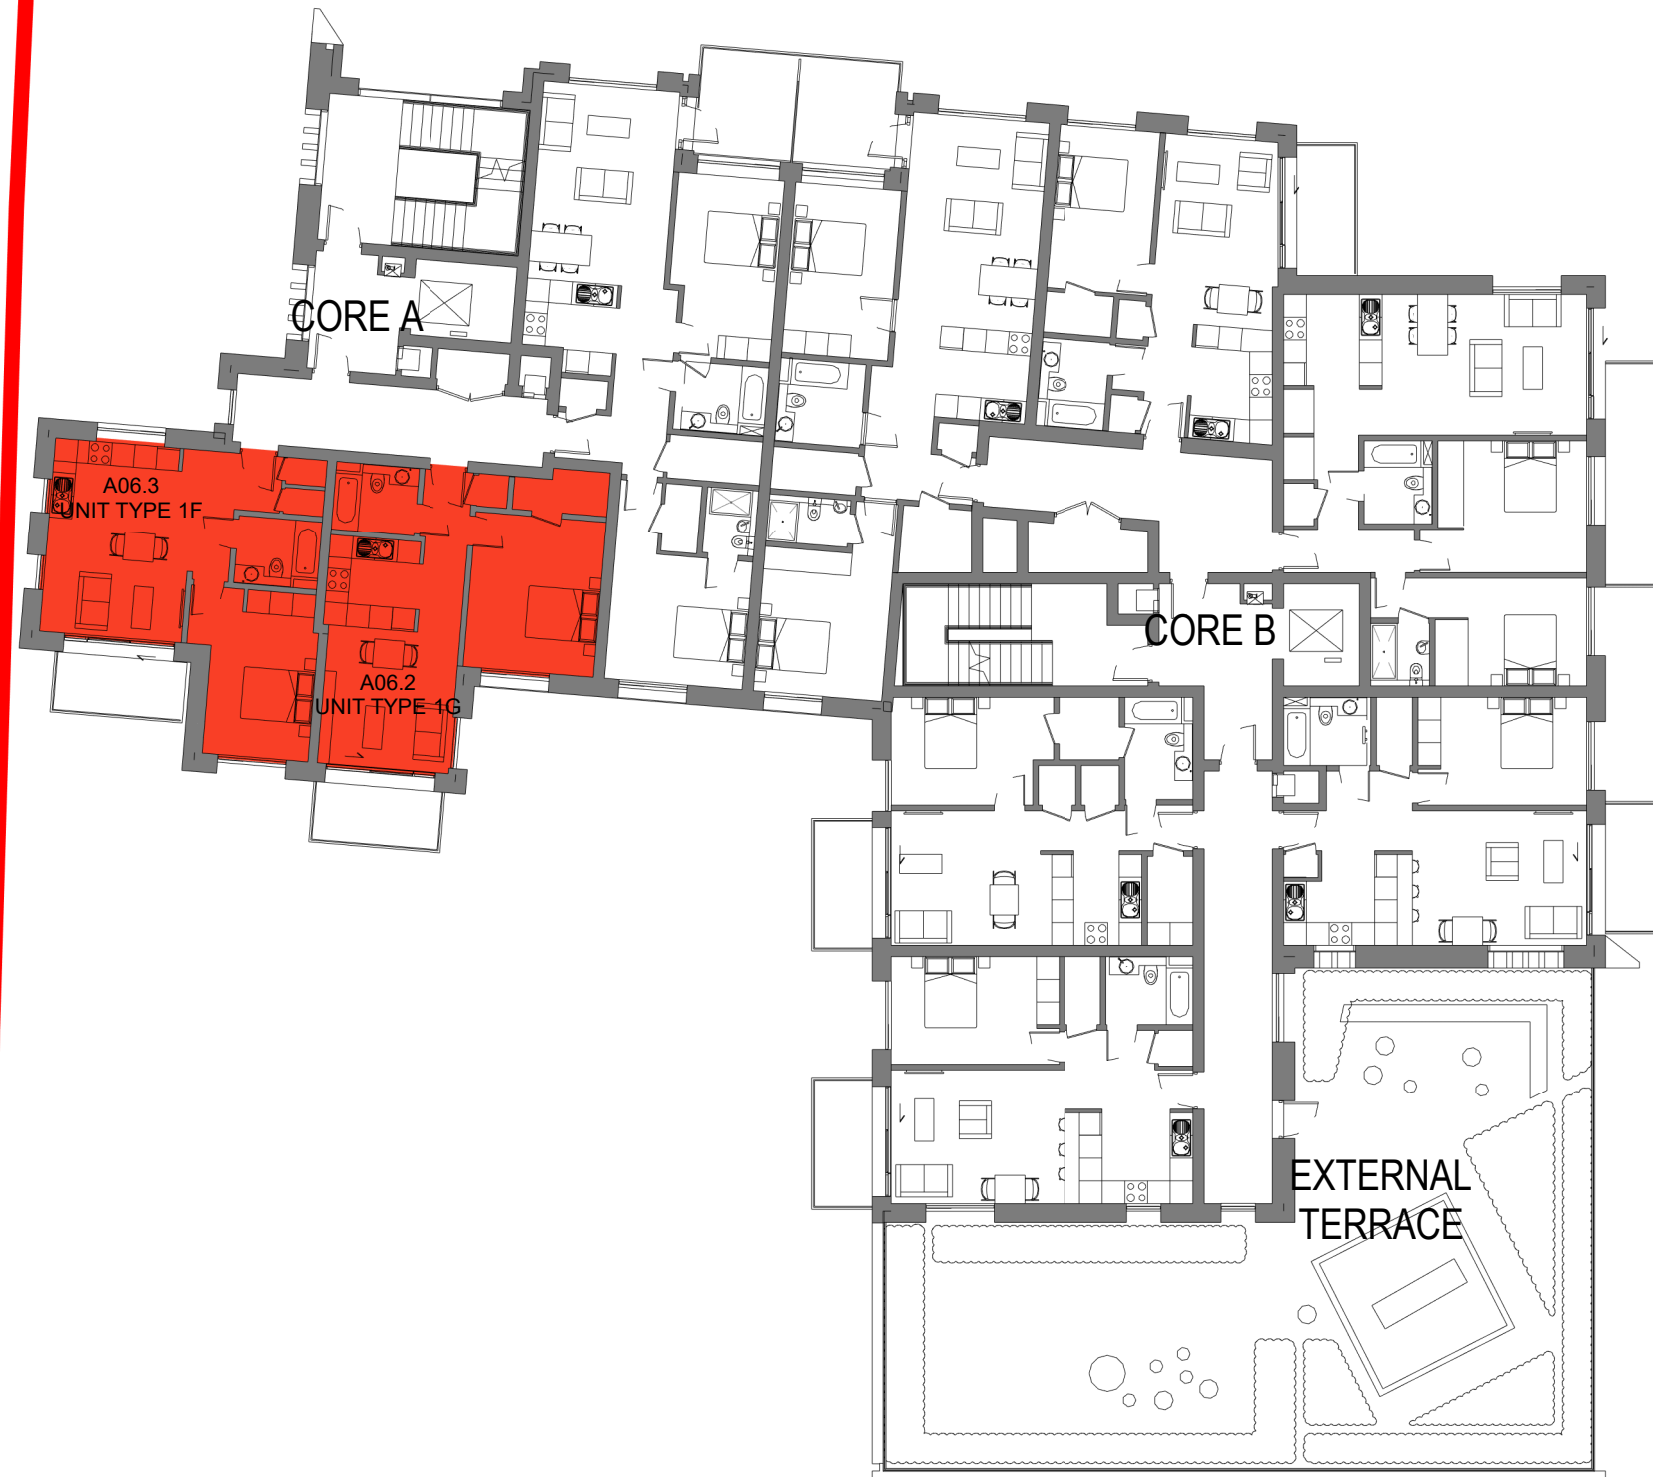 CORE A
A06.3
UNIT TYPE 1F
A06.2
UNIT TYPE 1G
CORE B
EXTERNAL
TERRACE